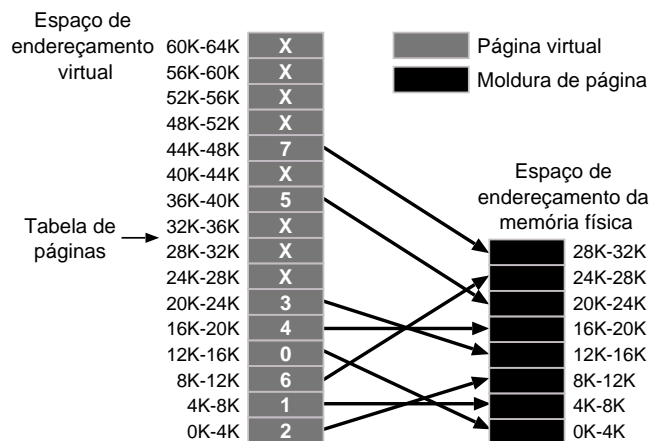 Espaço de
endereçamento
virtual
60K-64K X
56K-60K X
52K-56K X
48K-52K X
44K-48K 7
40K-44K X
36K-40K 5
32K-36K X
28K-32K X
24K-28K X
20K-24K 3
16K-20K 4
12K-16K 0
8K-12K 6
4K-8K 1
0K-4K 2
Tabela de
páginas
Página virtual
Moldura de página
Espaço de
endereçamento da
memória física
28K-32K
24K-28K
20K-24K
16K-20K
12K-16K
8K-12K
4K-8K
0K-4K